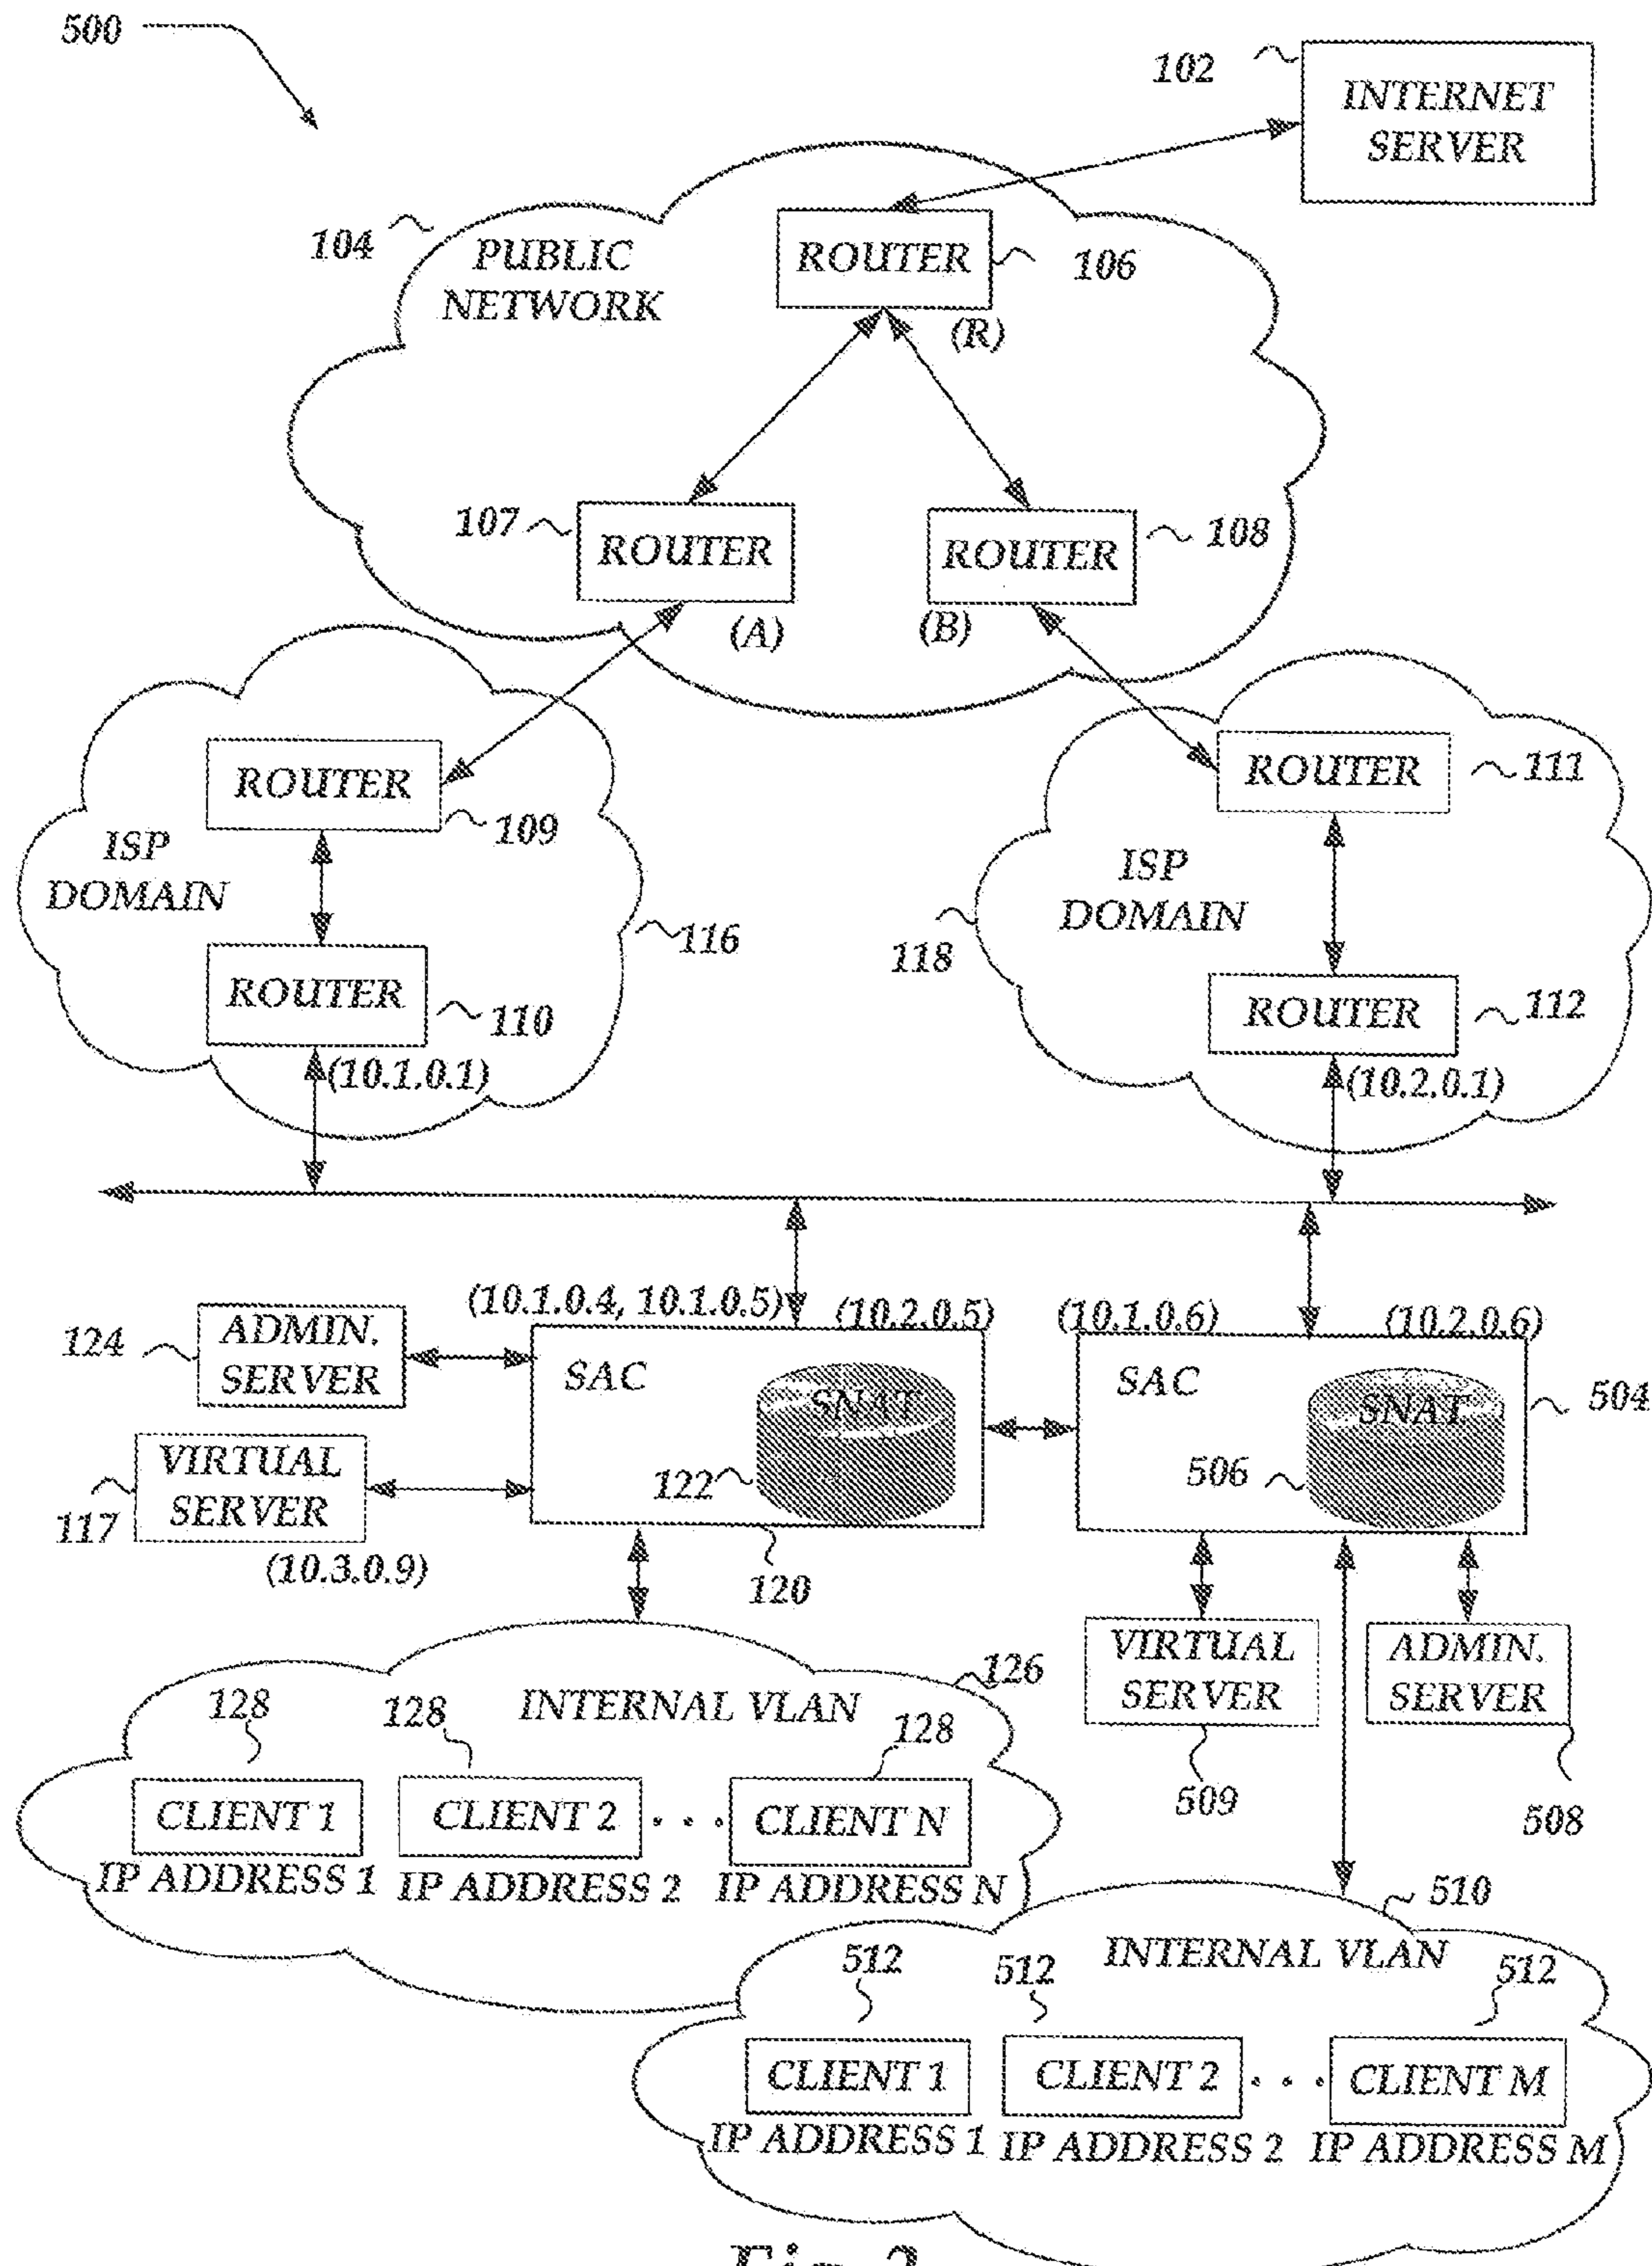 500
102
INTERNET
SERVER
104
PUBLIC
NETWORK
ROUTER
106
(R)
107
ROUTER
(A)
ROUTER
108
(B)
ROUTER
109
ISP
DOMAIN
116
ROUTER
110
(10.1.0.1)
ROUTER
111
ISP
DOMAIN
118
ROUTER
112
(10.2.0.1)
(10.1.0.4, 10.1.0.5)
(10.2.0.5)
(10.1.0.6)
(10.2.0.6)
124
ADMIN.
SERVER
SAC
SNAT
122
120
SAC
SNAT
506
504
117
VIRTUAL
SERVER
(10.3.0.9)
VIRTUAL
SERVER
509
ADMIN.
SERVER
508
126
INTERNAL VLAN
128
128
128
CLIENT 1
CLIENT 2
. . .
CLIENT N
IP ADDRESS 1
IP ADDRESS 2
IP ADDRESS N
510
INTERNAL VLAN
512
512
512
CLIENT 1
CLIENT 2
. . .
CLIENT M
IP ADDRESS 1
IP ADDRESS 2
IP ADDRESS M